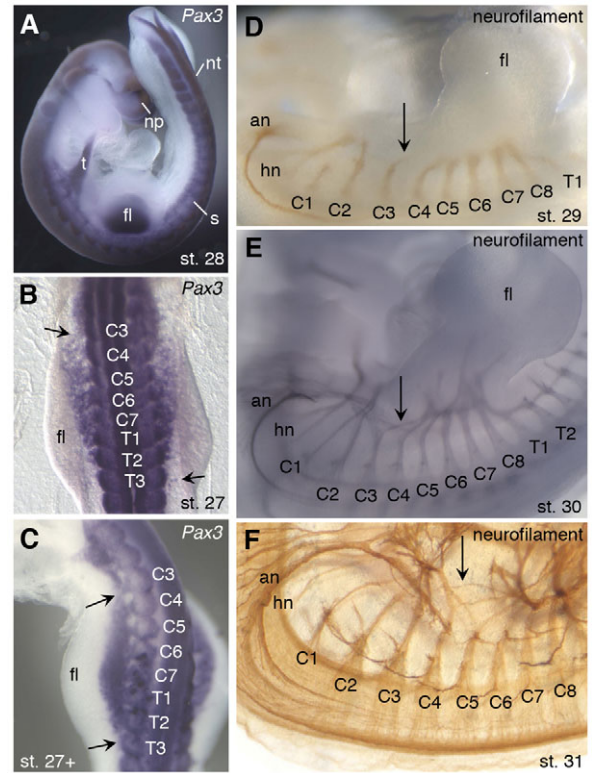 A
Pax3
nt
np
t
fl
s
st. 28
B
Pax3
C3
C4
C5
C6
C7
fl
T1
T2
T3
st. 27
C
Pax3
C3
C4
C5
C6
fl
C7
T1
T2
T3
st. 27+
D
neurofilament
fl
an
hn
C1 C2 C3 C4 C5 C6 C7 C8 T1
st. 29
E
neurofilament
fl
an
hn
C1 C2 C3 C4 C5 C6 C7 C8 T1 T2
st. 30
F
neurofilament
an
hn
C1 C2 C3 C4 C5 C6 C7 C8
st. 31